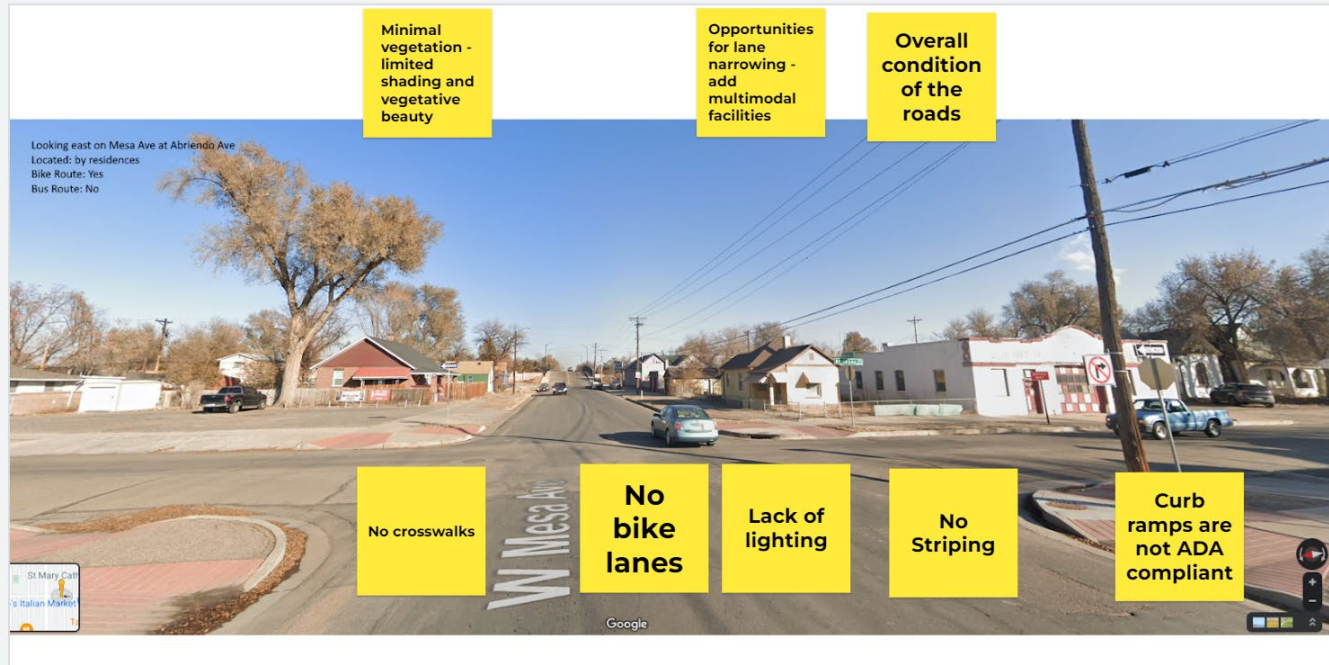 Minimal
vegetation -
limited
shading and
vegetative
beauty
Opportunities
for lane
narrowing -
add
multimodal
facilities
Overall
condition
of the
roads
Looking east on Mesa Ave at Abriendo Ave
Located: by residences
Bike Route: Yes
Bus Route: No
No crosswalks
No
bike
lanes
Lack of
lighting
No
Striping
Curb
ramps are
not ADA
compliant
W Mesa Ave
St Mary Cath
's Italian Market
Ta
Google